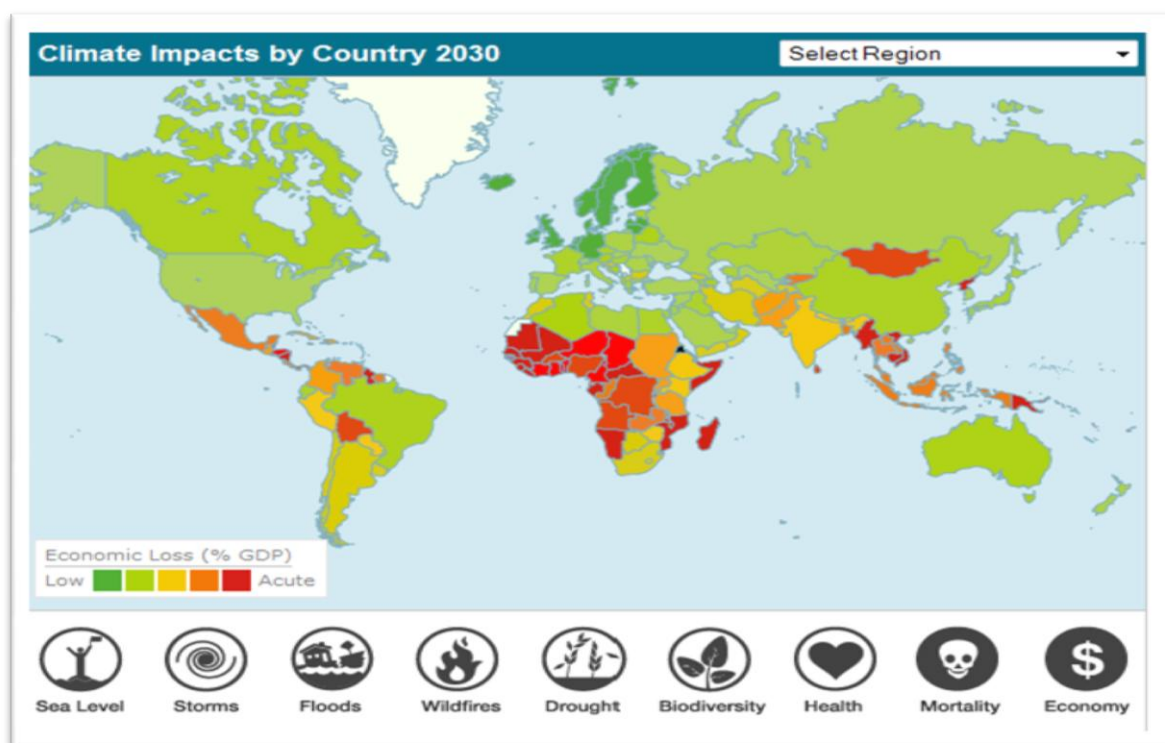 Climate Impacts by Country 2030
Select Region
Economic Loss (% GDP)
Low
Acute
Sea Level
Storms
Floods
Wildfires
Drought
Biodiversity
Health
Mortality
$
Economy